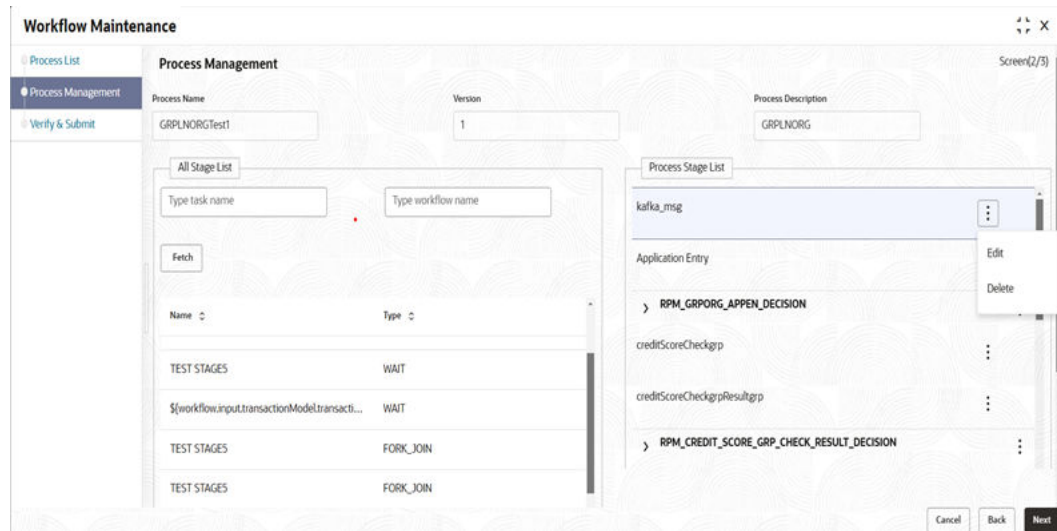 Workflow Maintenance
Process List
Process Management
Verify & Submit
Process Management
Screen(2/3)
Process Name
Version
Process Description
GRPLNORGTest1
1
GRPLNORG
All Stage List
Type task name
Type workflow name
Fetch
Name
Type
TEST STAGE5
WAIT
${workflow.input.transactionModel.transacti...
WAIT
TEST STAGE5
FORK_JOIN
TEST STAGE5
FORK_JOIN
Process Stage List
kafka_msg
Edit
Delete
Application Entry
RPM_GRPORG_APPEN_DECISION
creditScoreCheckgrp
creditScoreCheckgrpResultgrp
RPM_CREDIT_SCORE_GRP_CHECK_RESULT_DECISION
Cancel
Back
Next